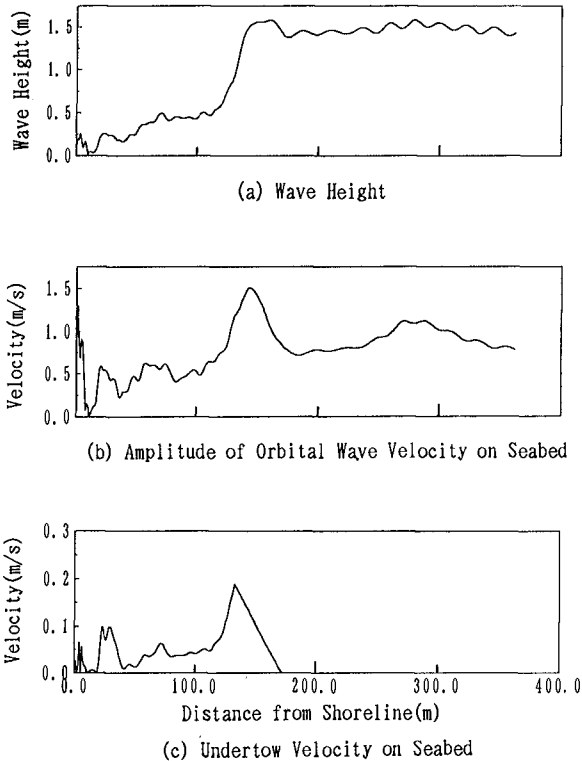 Wave Height(m)
1.5
1.0
0.5
0.0
(a) Wave Height
Velocity(m/s)
1.5
1.0
0.5
0.0
(b) Amplitude of Orbital Wave Velocity on Seabed
Velocity(m/s)
0.3
0.2
0.1
0.0
0.0 100.0 200.0 300.0 400.0
Distance from Shoreline(m)
(c) Undertow Velocity on Seabed